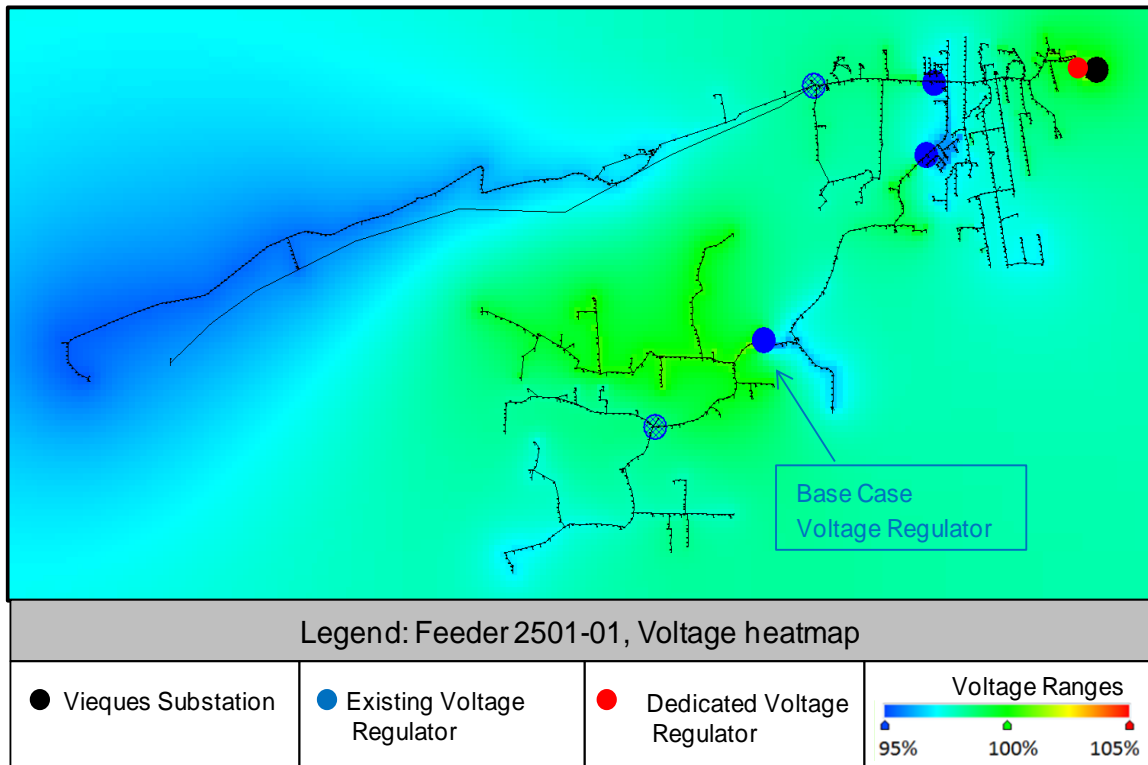 Base Case
Voltage Regulator
Legend: Feeder 2501-01, Voltage heatmap
Vieques Substation
Existing Voltage
Regulator
Dedicated Voltage
Regulator
Voltage Ranges
95% 100% 105%